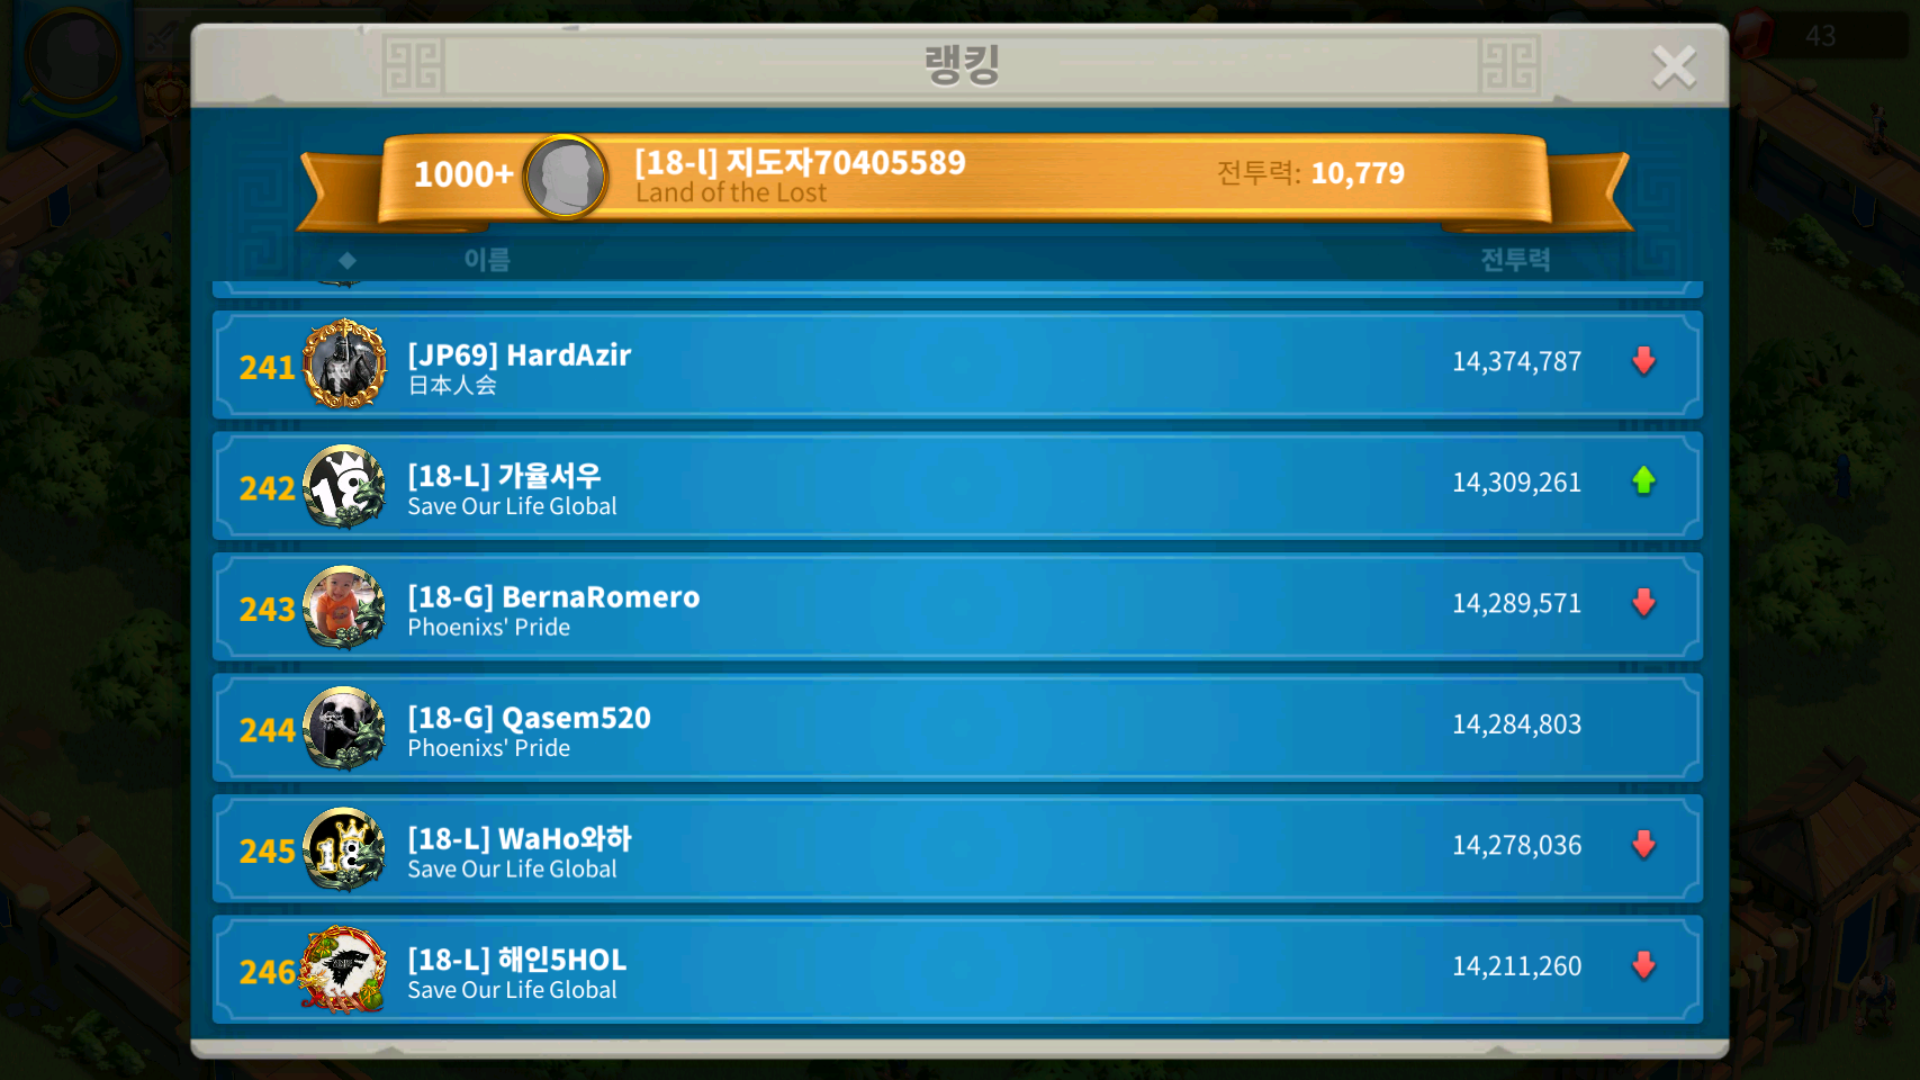 43
랭킹
1000+
[18-l] 지도자70405589
Land of the Lost
전투력: 10,779
이름
전투력
241
[JP69] HardAzir
日本人会
14,374,787
242
18
[18-L] 가율서우
Save Our Life Global
14,309,261
243
[18-G] BernaRomero
Phoenixs' Pride
14,289,571
244
[18-G] Qasem520
Phoenixs' Pride
14,284,803
245
18
[18-L] WaHo와하
Save Our Life Global
14,278,036
246
[18-L] 해인5HOL
Save Our Life Global
14,211,260